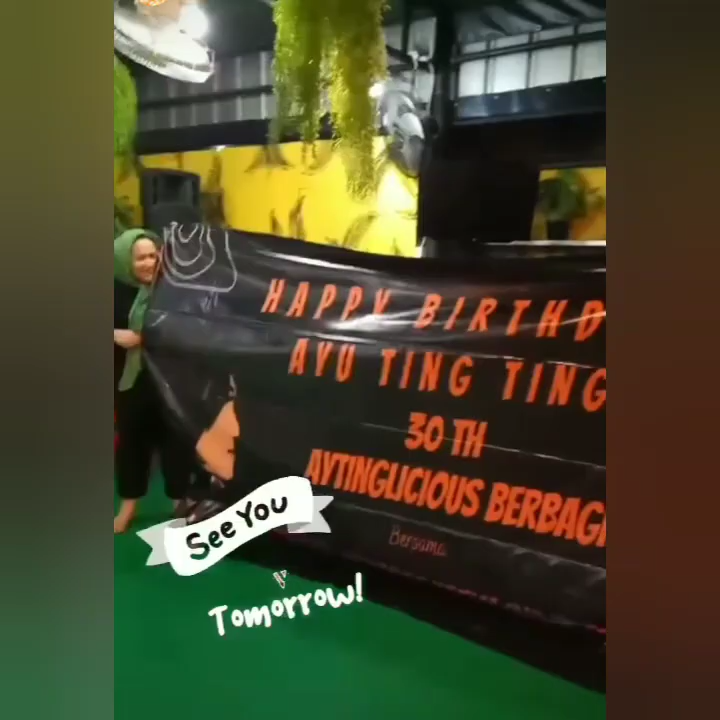 HAPPY BIRTHD
AYU TING TING
30 TH
AYTINGLICIOUS BERBAGI
Bersama
See You
Tomorrow!